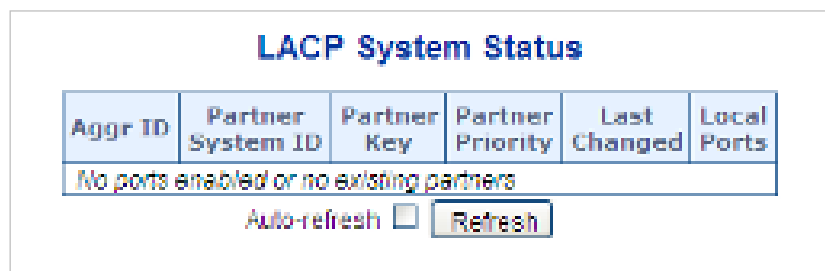 LACP System Status
Aggr ID Partner System ID Partner Key Partner Priority Last Changed Local Ports
No ports enabled or no existing partners
Auto-refresh Refresh